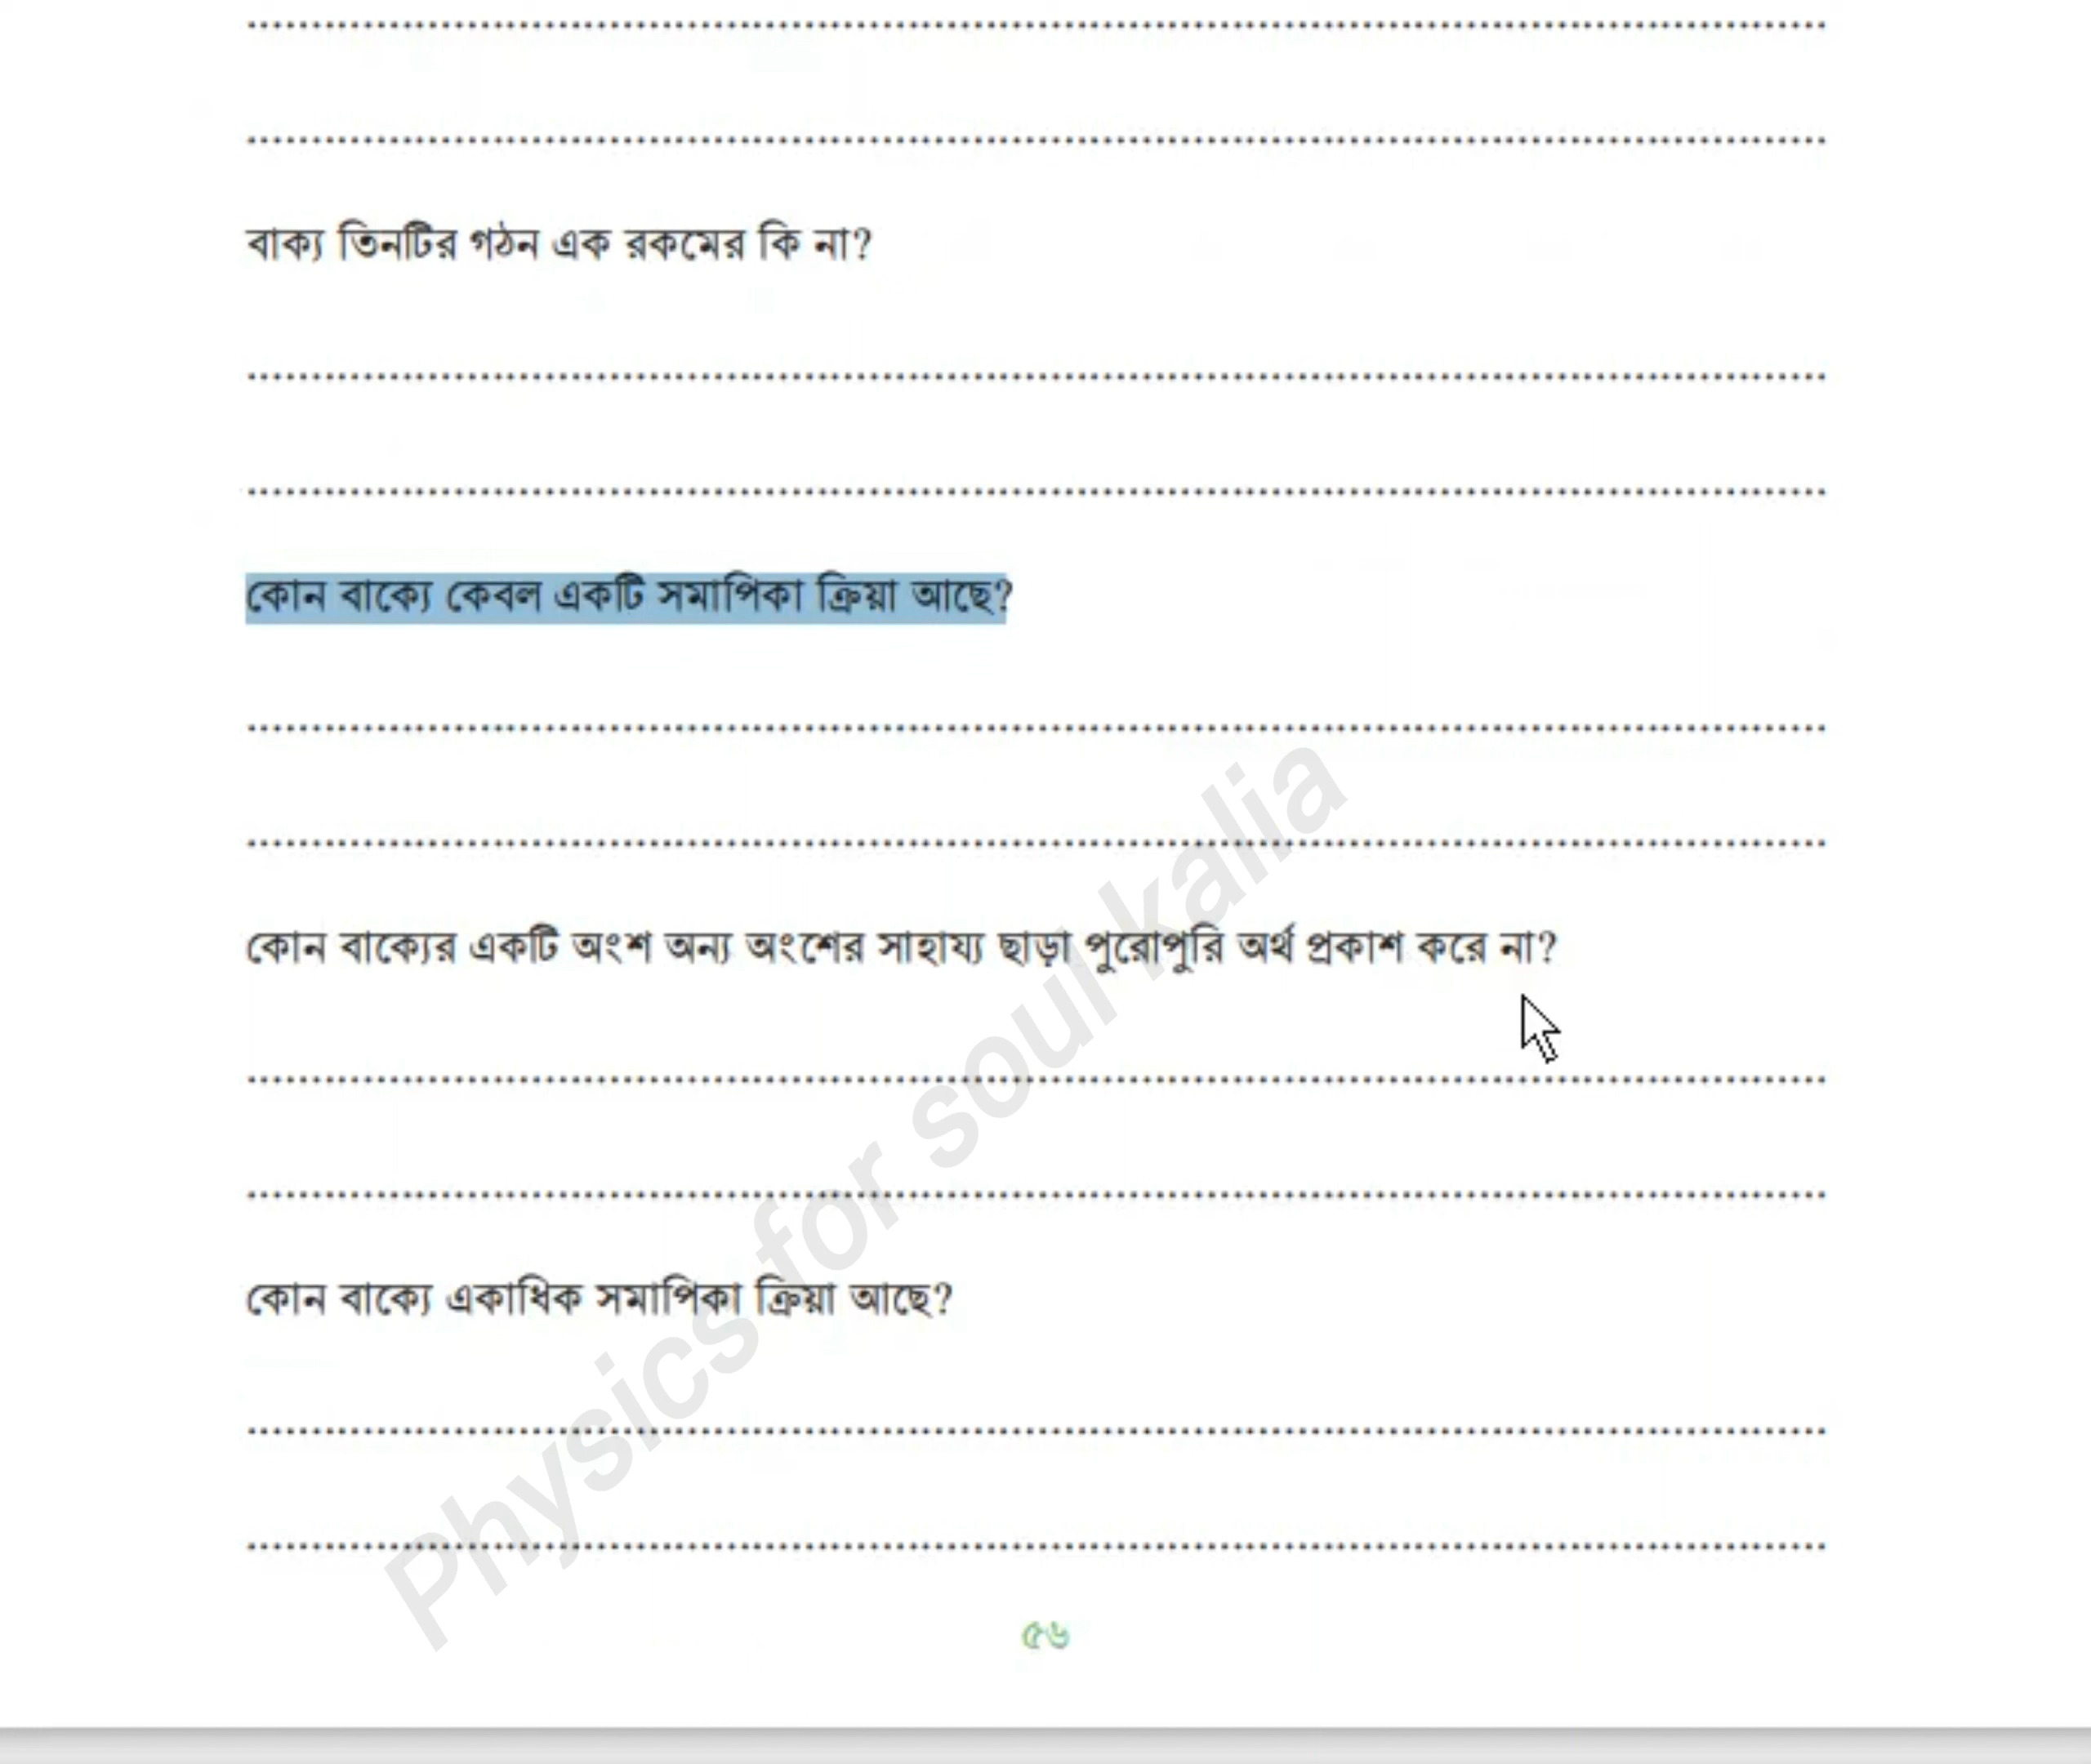 বাক্য তিনটির গঠন এক রকমের কি না?
কোন বাক্যে কেবল একটি সমাপিকা ক্রিয়া আছে?
কোন বাক্যের একটি অংশ অন্য অংশের সাহায্য ছাড়া পুরোপুরি অর্থ প্রকাশ করে না?
কোন বাক্যে একাধিক সমাপিকা ক্রিয়া আছে?
Physics for soul kalia
৫৬